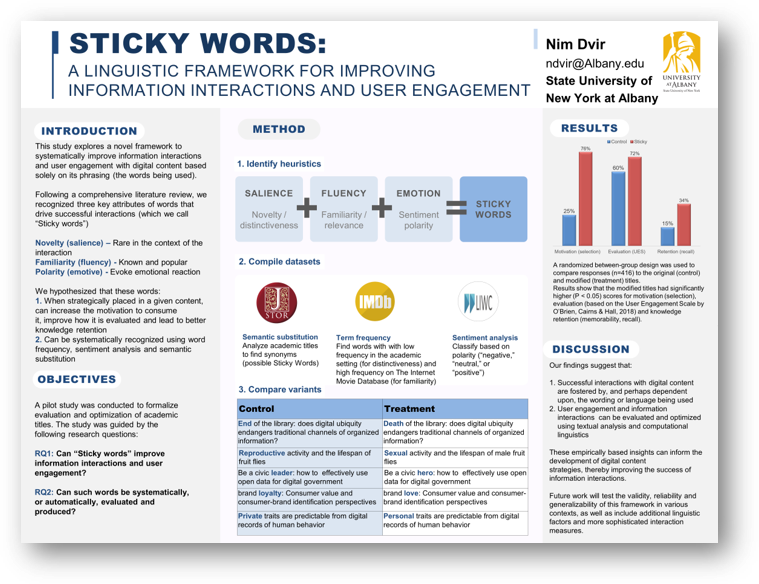 STICKY WORDS:
A LINGUISTIC FRAMEWORK FOR IMPROVING
INFORMATION INTERACTIONS AND USER ENGAGEMENT
Nim Dvir
ndvir@Albany.edu
State University of
New York at Albany
UNIVERSITY
AT ALBANY
State University of New York
INTRODUCTION
This study explores a novel framework to
systematically improve information interactions
and user engagement with digital content based
solely on its phrasing (the words being used).
Following a comprehensive literature review, we
recognized three key attributes of words that
drive successful interactions (which we call
“Sticky words”)
Novelty (salience) – Rare in the context of the
interaction
Familiarity (fluency) - Known and popular
Polarity (emotive) - Evoke emotional reaction
We hypothesized that these words:
1. When strategically placed in a given content,
can increase the motivation to consume
it, improve how it is evaluated and lead to better
knowledge retention
2. Can be systematically recognized using word
frequency, sentiment analysis and semantic
substitution
OBJECTIVES
A pilot study was conducted to formalize
evaluation and optimization of academic
titles. The study was guided by the
following research questions:
RQ1: Can “Sticky words” improve
information interactions and user
engagement?
RQ2: Can such words be systematically,
or automatically, evaluated and
produced?
METHOD
1. Identify heuristics
SALIENCE
Novelty /
distinctiveness
+
FLUENCY
Familiarity /
relevance
+
EMOTION
Sentiment
polarity
=
STICKY
WORDS
2. Compile datasets
JSTOR
IMDb
LIWC
Semantic substitution
Analyze academic titles
to find synonyms
(possible Sticky Words)
Term frequency
Find words with with low
frequency in the academic
setting (for distinctiveness) and
high frequency on The Internet
Movie Database (for familiarity)
Sentiment analysis
Classify based on
polarity (“negative,”
“neutral,” or
“positive”)
3. Compare variants
Control
Treatment
End of the library: does digital ubiquity
endangers traditional channels of organized
information?
Death of the library: does digital ubiquity
endangers traditional channels of organized
information?
Reproductive activity and the lifespan of
fruit flies
Sexual activity and the lifespan of male fruit
flies
Be a civic leader: how to effectively use
open data for digital government
Be a civic hero: how to effectively use open
data for digital government
brand loyalty: Consumer value and
consumer-brand identification perspectives
brand love: Consumer value and consumer-
brand identification perspectives
Private traits are predictable from digital
records of human behavior
Personal traits are predictable from digital
records of human behavior
RESULTS
Control Sticky
25%
76%
60%
72%
15%
34%
Motivation (selection)
Evaluation (UES)
Retention (recall)
A randomized between-group design was used to
compare responses (n=416) to the original (control)
and modified (treatment) titles.
Results show that the modified titles had significantly
higher (P < 0.05) scores for motivation (selection),
evaluation (based on the User Engagement Scale by
O'Brien, Cairns & Hall, 2018) and knowledge
retention (memorability, recall).
DISCUSSION
Our findings suggest that:
1. Successful interactions with digital content
are fostered by, and perhaps dependent
upon, the wording or language being used
2. User engagement and information
interactions can be evaluated and optimized
using textual analysis and computational
linguistics
These empirically based insights can inform the
development of digital content
strategies, thereby improving the success of
information interactions.
Future work will test the validity, reliability and
generalizability of this framework in various
contexts, as well as include additional linguistic
factors and more sophisticated interaction
measures.